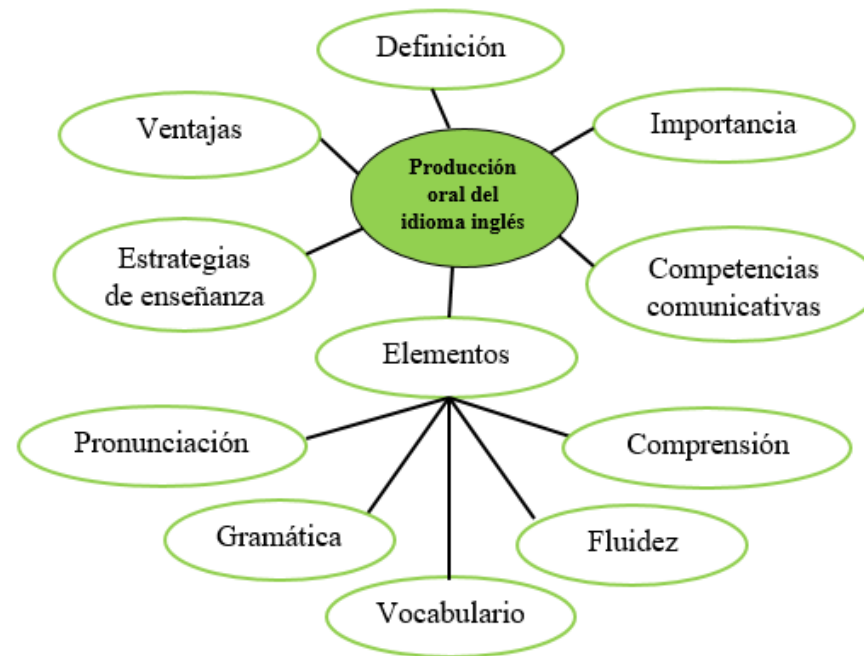 Definición
Ventajas
Importancia
Producción
oral del
idioma inglés
Estrategias
de enseñanza
Competencias
comunicativas
Elementos
Pronunciación
Comprensión
Gramática
Fluidez
Vocabulario